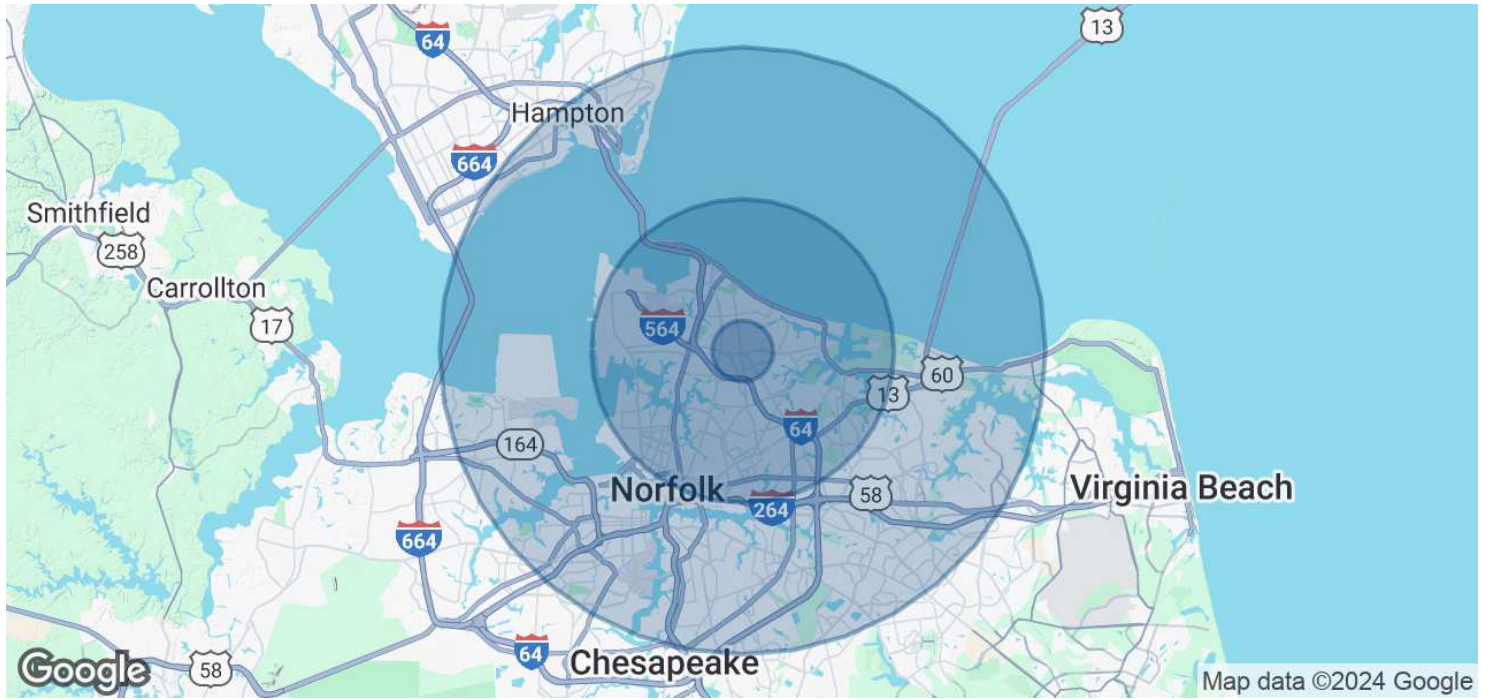 13
64
Hampton
664
Smithfield
258
Carrollton
17
564
60
13
64
164
Norfolk
58
Virginia Beach
264
664
64
Chesapeake
58
Google
Map data ©2024 Google